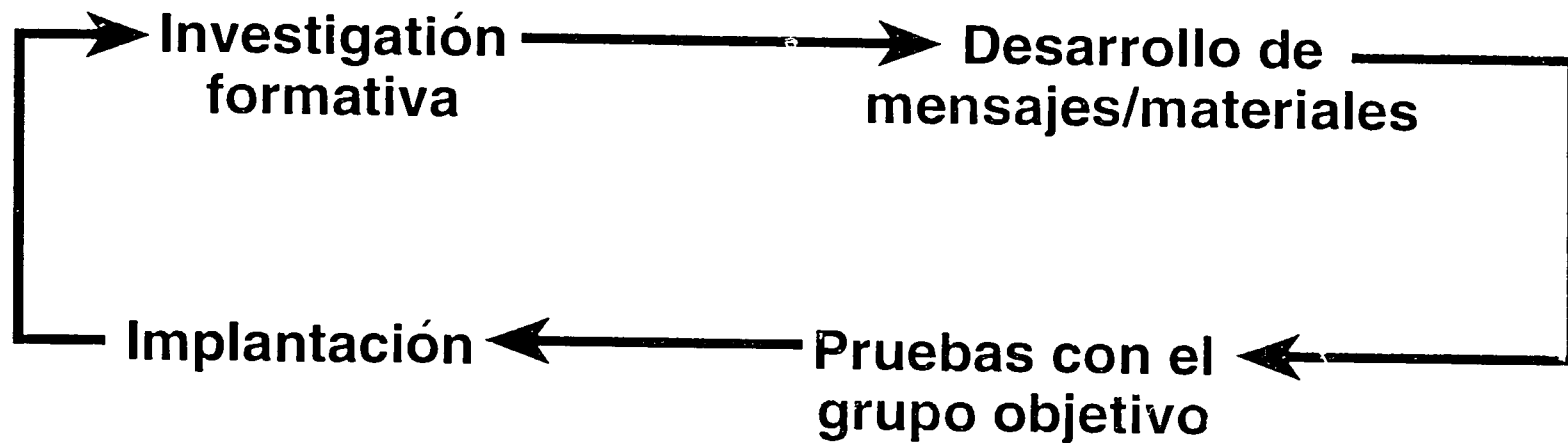 Investigatión
formativa
Desarrollo de
mensajes/materiales
Pruebas con el
grupo objetivo
Implantación